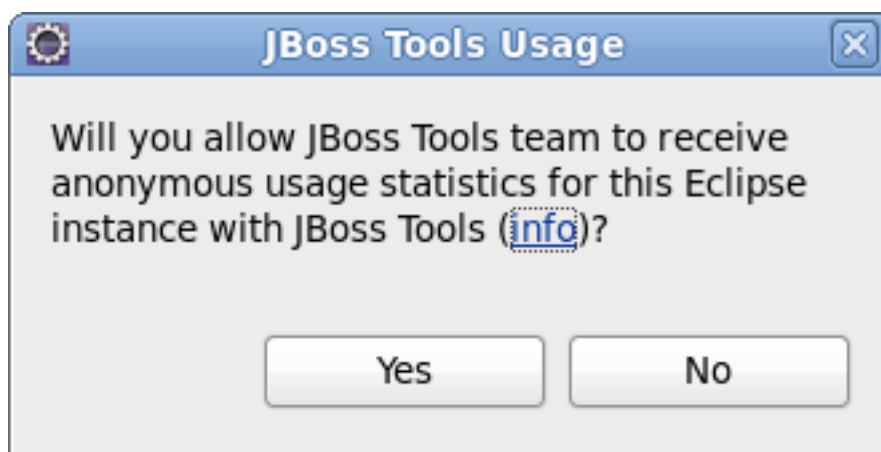 JBoss Tools Usage
Will you allow JBoss Tools team to receive
anonymous usage statistics for this Eclipse
instance with JBoss Tools (info)?
Yes No